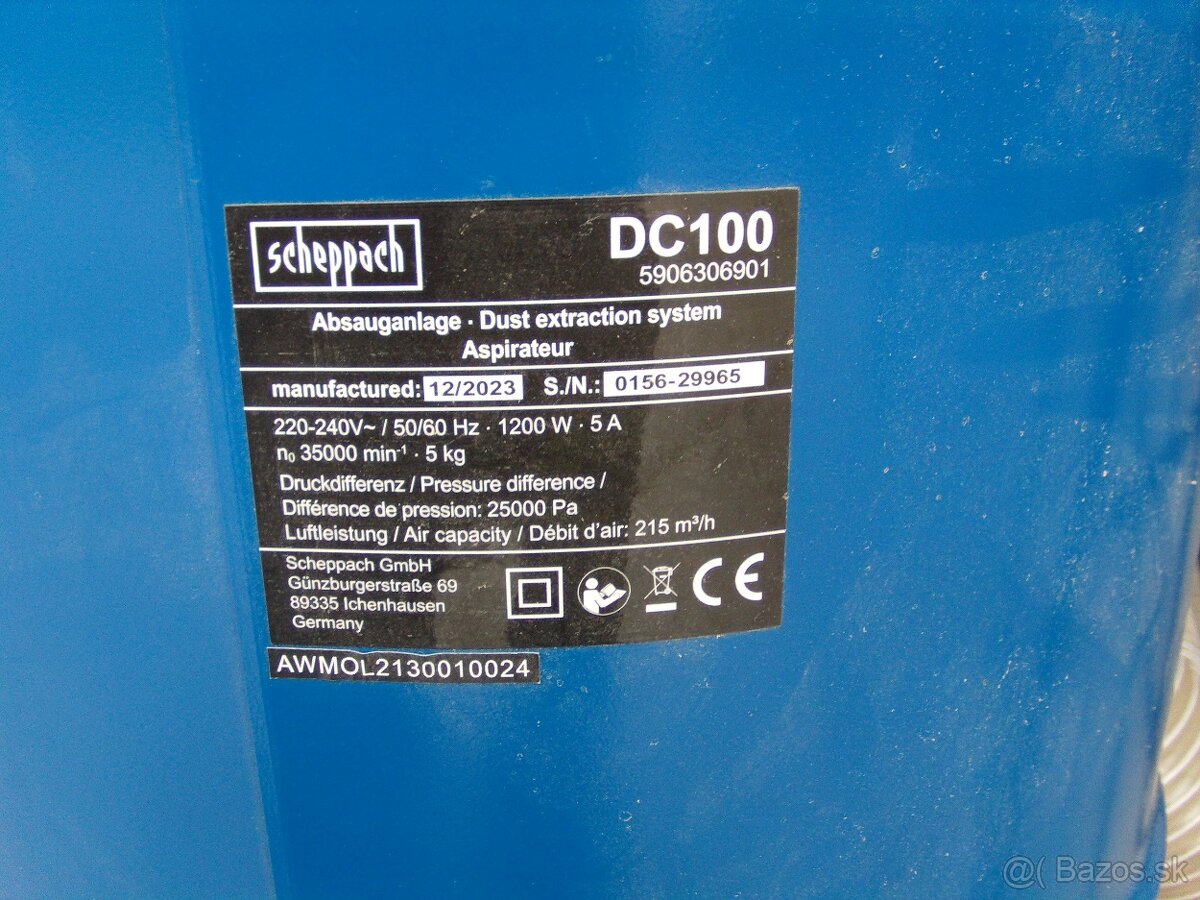 scheppach
DC100
5906306901
Absauganlage · Dust extraction system
Aspirateur
manufactured: 12/2023 S./N.: 0156-29965
220-240V~ / 50/60 Hz · 1200 W · 5 A
n₀ 35000 min⁻¹ · 5 kg
Druckdifferenz / Pressure difference /
Différence de pression: 25000 Pa
Luftleistung / Air capacity / Débit d'air: 215 m³/h
Scheppach GmbH
Günzburgerstraße 69
89335 Ichenhausen
Germany
CE
AWMOL2130010024
@( Bazos.sk